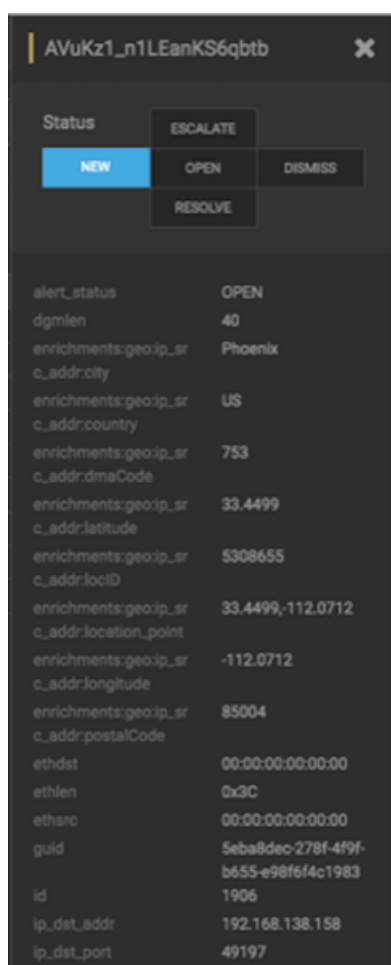 AVuKz1_n1LEanKS6qbtb
Status
ESCALATE
NEW OPEN DISMISS
RESOLVE
alert_status OPEN
dgmlen 40
enrichments:geo:ip_sr Phoenix
c_addr:city
enrichments:geo:ip_sr US
c_addr:country
enrichments:geo:ip_sr 753
c_addr:dmaCode
enrichments:geo:ip_sr 33.4499
c_addr:latitude
enrichments:geo:ip_sr 5308655
c_addr:locID
enrichments:geo:ip_sr 33.4499,-112.0712
c_addr:location_point
enrichments:geo:ip_sr -112.0712
c_addr:longitude
enrichments:geo:ip_sr 85004
c_addr:postalCode
ethdst 00:00:00:00:00:00
ethlen 0x3C
ethsrc 00:00:00:00:00:00
guid 5eba8dec-278f-4f9f-
b655-e98f6f4c1983
id 1906
ip_dst_addr 192.168.138.158
ip_dst_port 49197